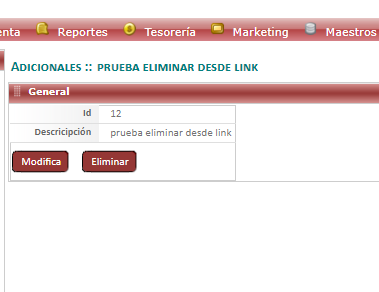 enta Reportes Tesorería Marketing Maestros
ADICIONALES :: PRUEBA ELIMINAR DESDE LINK
General
Id 12
Descricipción prueba eliminar desde link
Modifica Eliminar